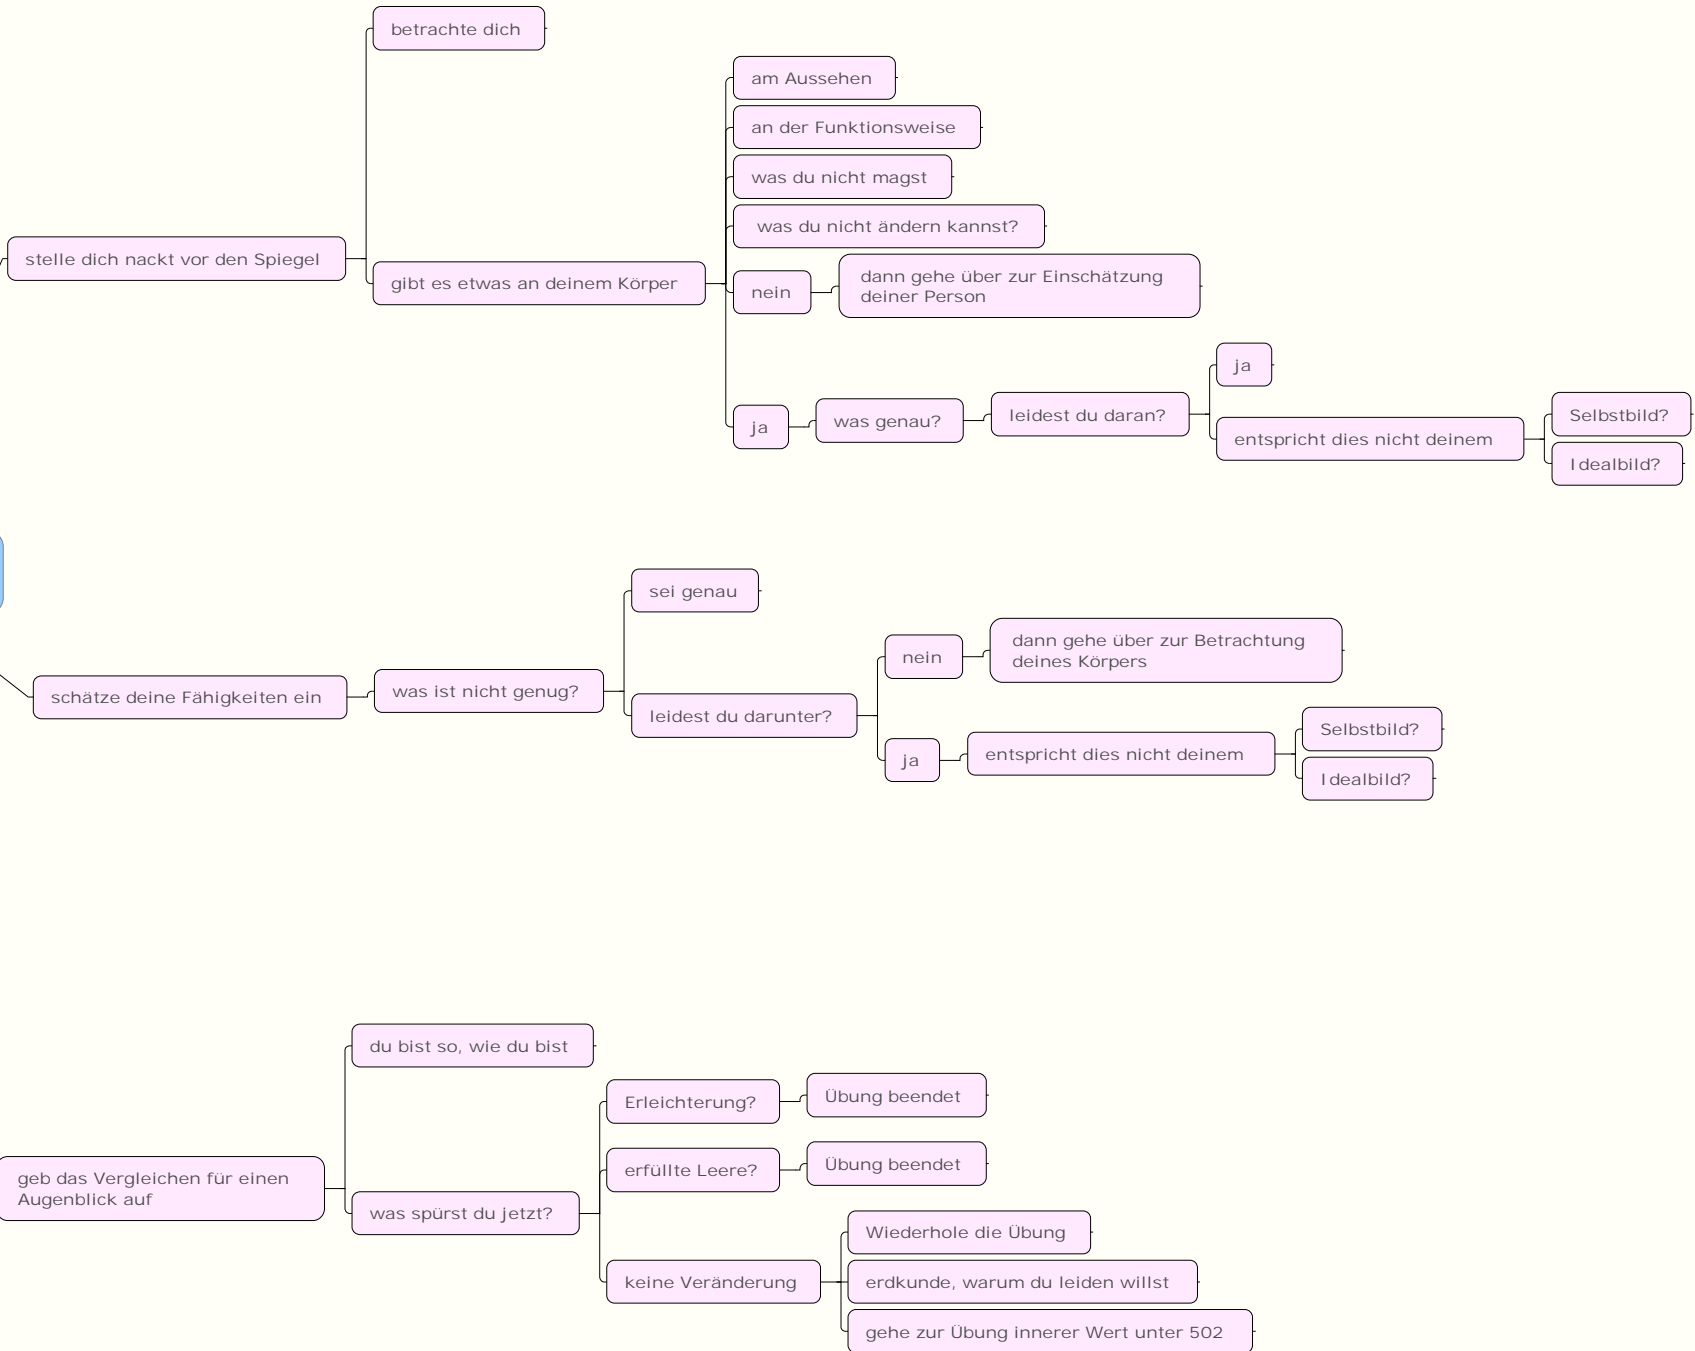 betrachte dich
am Aussehen
an der Funktionsweise
was du nicht magst
was du nicht ändern kannst?
stelle dich nackt vor den Spiegel
gibt es etwas an deinem Körper
nein
dann gehe über zur Einschätzung
deiner Person
ja
was genau?
leidest du daran?
ja
entspricht dies nicht deinem
Selbstbild?
Idealbild?
sei genau
schätze deine Fähigkeiten ein
was ist nicht genug?
leidest du darunter?
nein
dann gehe über zur Betrachtung
deines Körpers
ja
entspricht dies nicht deinem
Selbstbild?
Idealbild?
du bist so, wie du bist
geb das Vergleichen für einen
Augenblick auf
was spürst du jetzt?
Erleichterung?
Übung beendet
erfüllte Leere?
Übung beendet
keine Veränderung
Wiederhole die Übung
erdkunde, warum du leiden willst
gehe zur Übung innerer Wert unter 502